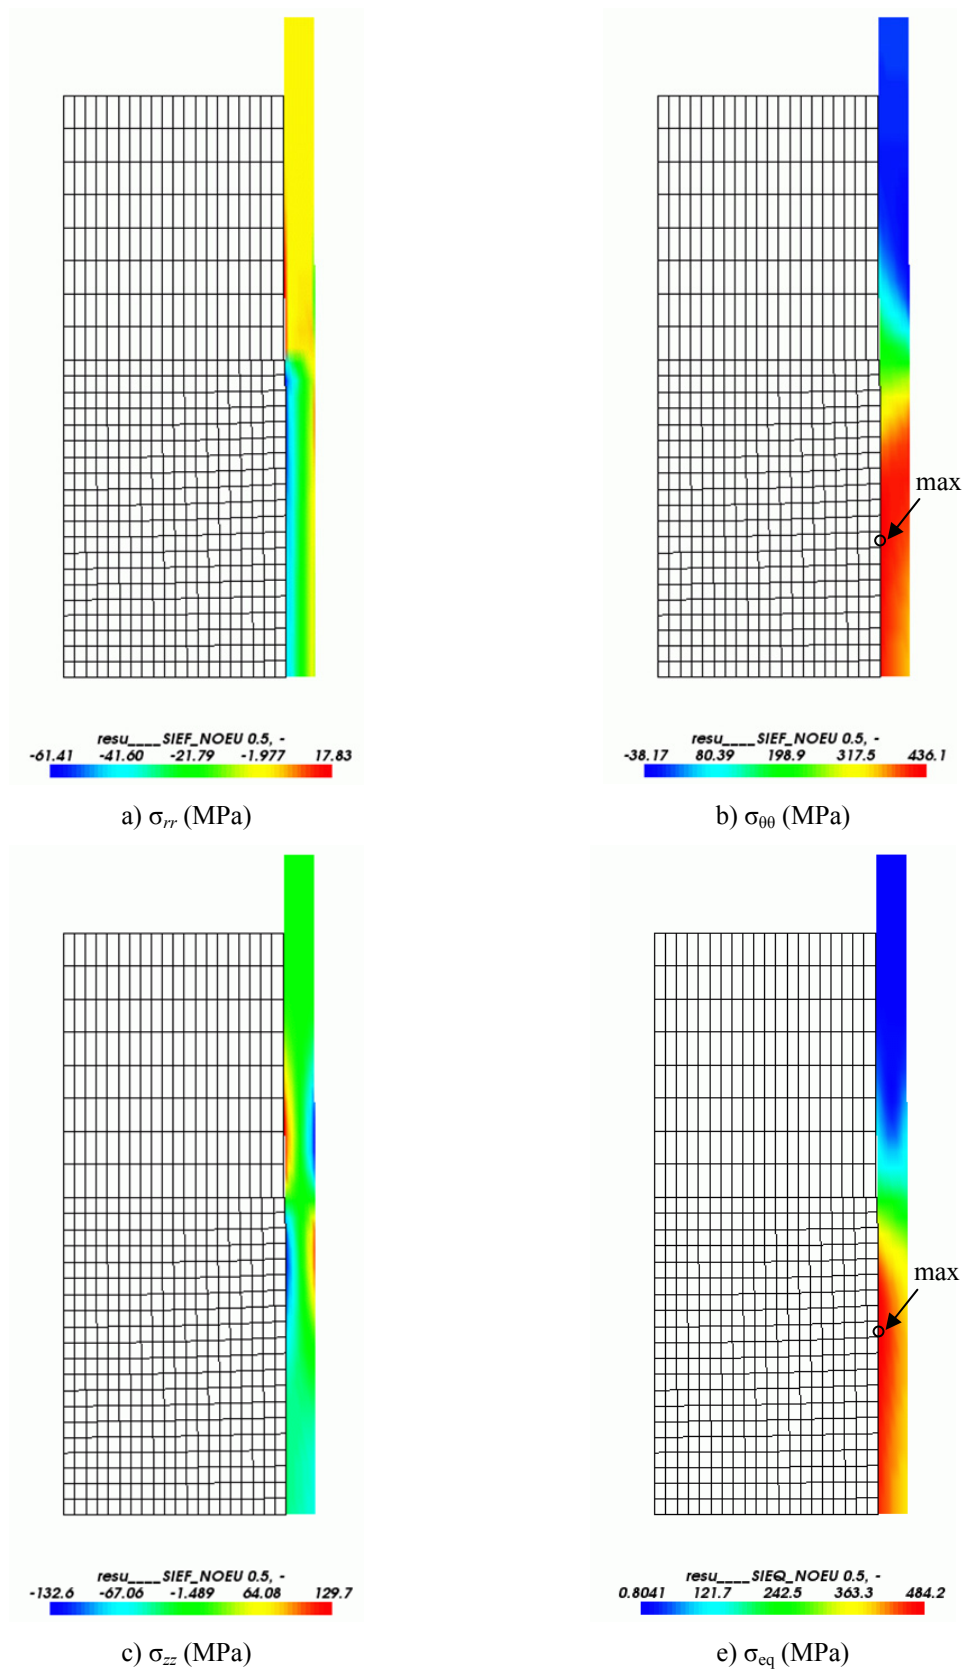 max
resu____SIEF_NOEU 0.5, -
-61.41 -41.60 -21.79 -1.977 17.83
a) σrr (MPa)
resu____SIEF_NOEU 0.5, -
-38.17 80.39 198.9 317.5 436.1
b) σθθ (MPa)
max
resu____SIEF_NOEU 0.5, -
-132.6 -67.06 -1.489 64.08 129.7
c) σzz (MPa)
resu____SIEQ_NOEU 0.5, -
0.8041 121.7 242.5 363.3 484.2
e) σeq (MPa)